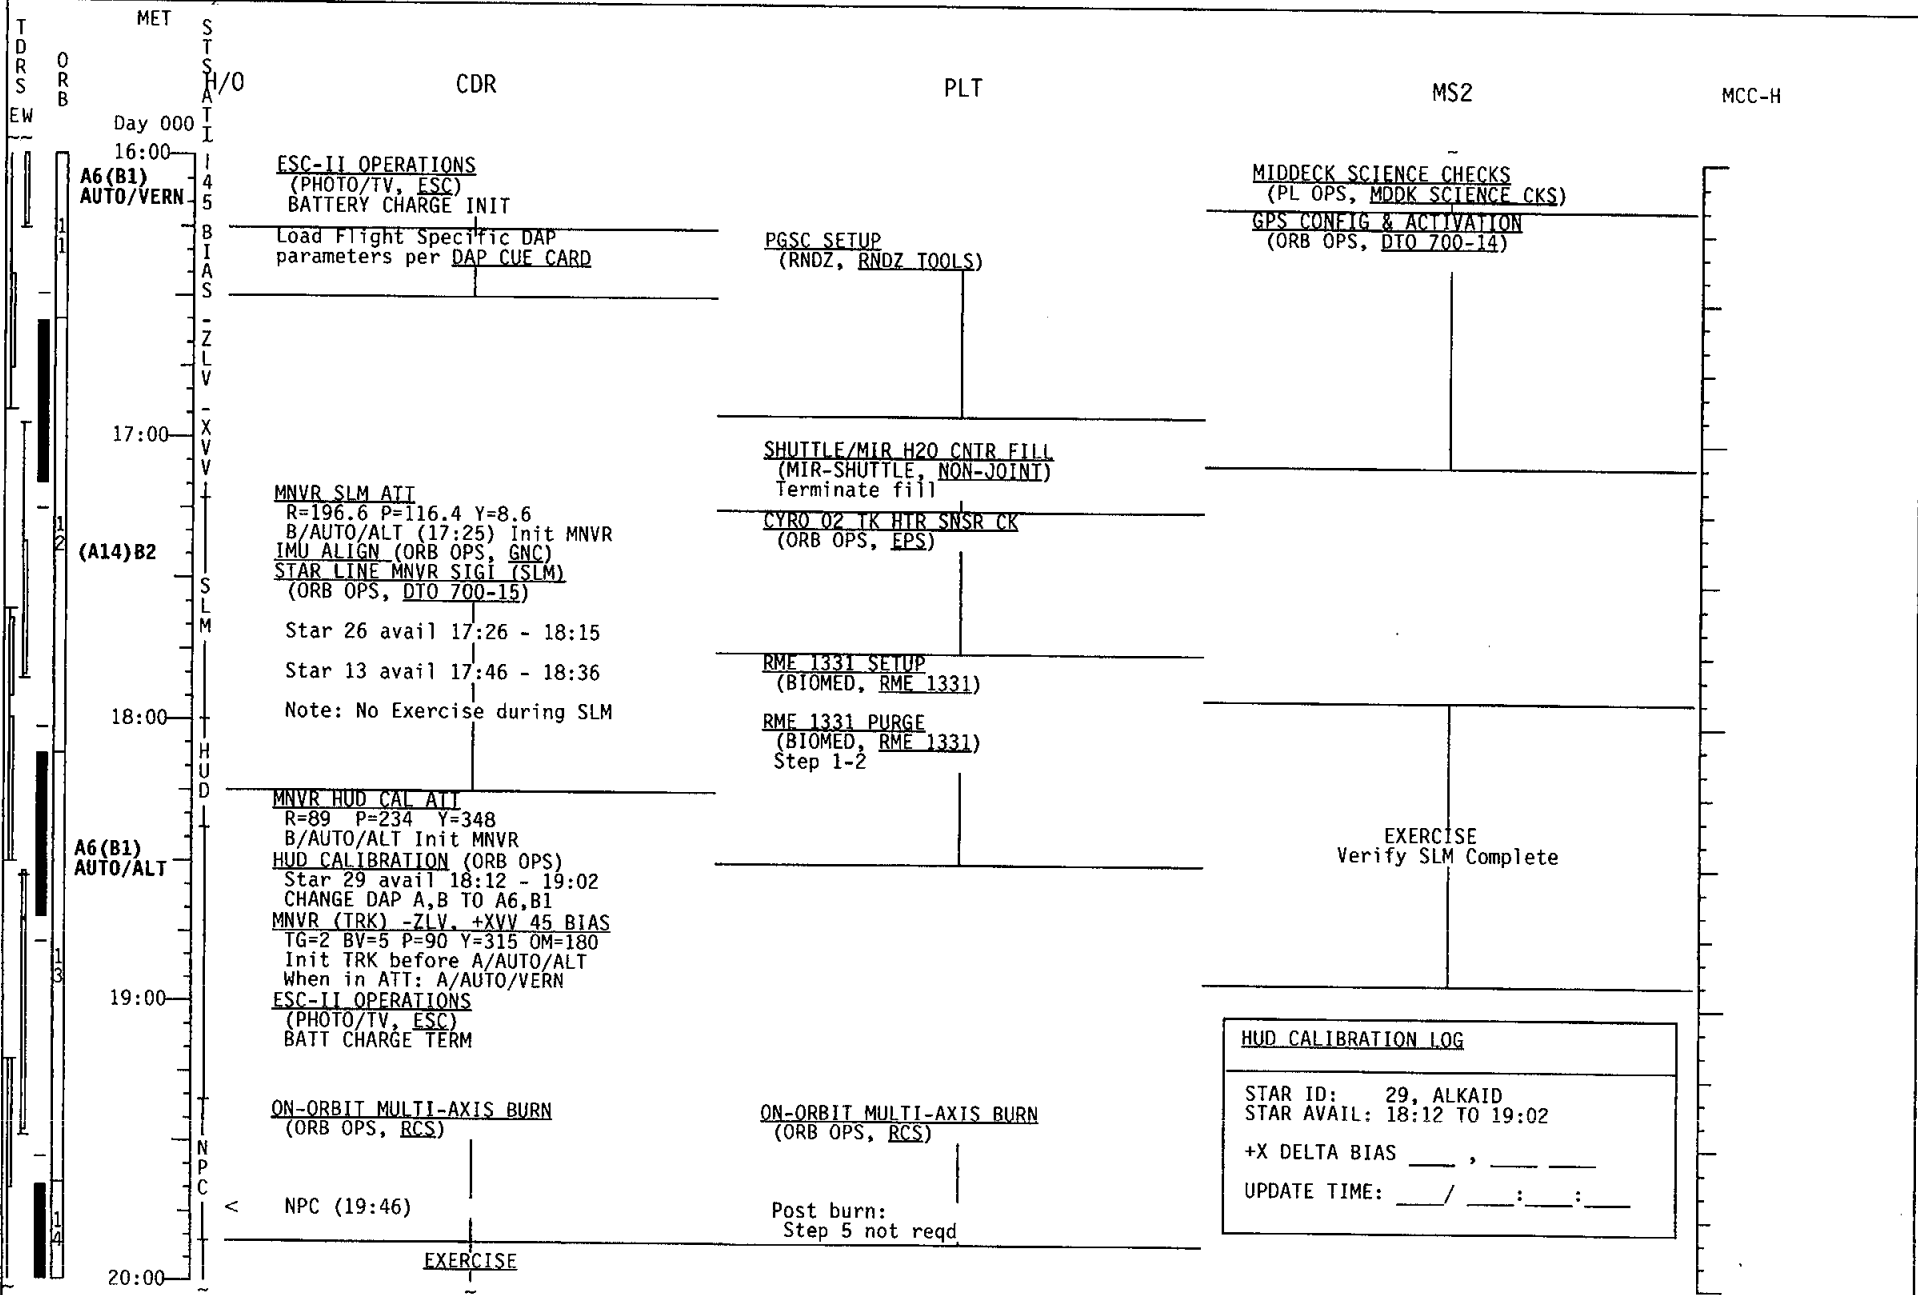 MET
TDRS
EW
ORB
STS ATT
H/O
CDR
PLT
MS2
MCC-H
Day 000
16:00
17:00
18:00
19:00
20:00
11
12
13
14
A6(B1)
AUTO/VERN
(A14)B2
A6(B1)
AUTO/ALT
145 BIAS -ZLV -XVV
SLM
HUD
NPC
ESC-II OPERATIONS
(PHOTO/TV, ESC)
BATTERY CHARGE INIT
Load Flight Specific DAP
parameters per DAP CUE CARD
MNVR SLM ATT
R=196.6 P=116.4 Y=8.6
B/AUTO/ALT (17:25) Init MNVR
IMU ALIGN (ORB OPS, GNC)
STAR LINE MNVR SIGI (SLM)
(ORB OPS, DTO 700-15)
Star 26 avail 17:26 - 18:15
Star 13 avail 17:46 - 18:36
Note: No Exercise during SLM
MNVR HUD CAL ATT
R=89 P=234 Y=348
B/AUTO/ALT Init MNVR
HUD CALIBRATION (ORB OPS)
Star 29 avail 18:12 - 19:02
CHANGE DAP A,B TO A6,B1
MNVR (TRK) -ZLV, +XVV 45 BIAS
TG=2 BV=5 P=90 Y=315 OM=180
Init TRK before A/AUTO/ALT
When in ATT: A/AUTO/VERN
ESC-II OPERATIONS
(PHOTO/TV, ESC)
BATT CHARGE TERM
ON-ORBIT MULTI-AXIS BURN
(ORB OPS, RCS)
< NPC (19:46)
EXERCISE
PGSC SETUP
(RNDZ, RNDZ TOOLS)
SHUTTLE/MIR H2O CNTR FILL
(MIR-SHUTTLE, NON-JOINT)
Terminate fill
CYRO O2 TK HTR SNSR CK
(ORB OPS, EPS)
RME 1331 SETUP
(BIOMED, RME 1331)
RME 1331 PURGE
(BIOMED, RME 1331)
Step 1-2
ON-ORBIT MULTI-AXIS BURN
(ORB OPS, RCS)
Post burn:
Step 5 not reqd
MIDDECK SCIENCE CHECKS
(PL OPS, MDDK SCIENCE CKS)
GPS CONFIG & ACTIVATION
(ORB OPS, DTO 700-14)
EXERCISE
Verify SLM Complete
HUD CALIBRATION LOG
STAR ID: 29, ALKAID
STAR AVAIL: 18:12 TO 19:02
+X DELTA BIAS ___ , ___ ___
UPDATE TIME: ___/ ___:___:___